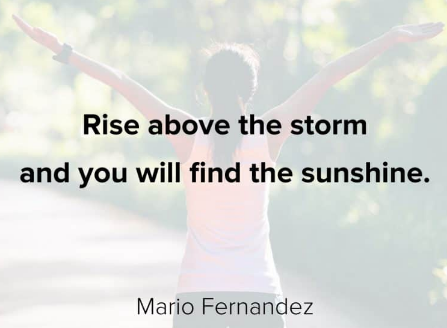 Rise above the storm
and you will find the sunshine.
Mario Fernandez